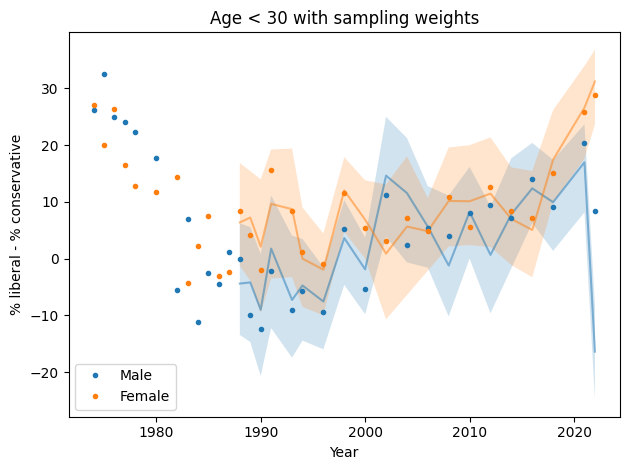 Age < 30 with sampling weights
% liberal - % conservative
30
20
10
0
−10
−20
Male
Female
1980
1990
2000
2010
2020
Year